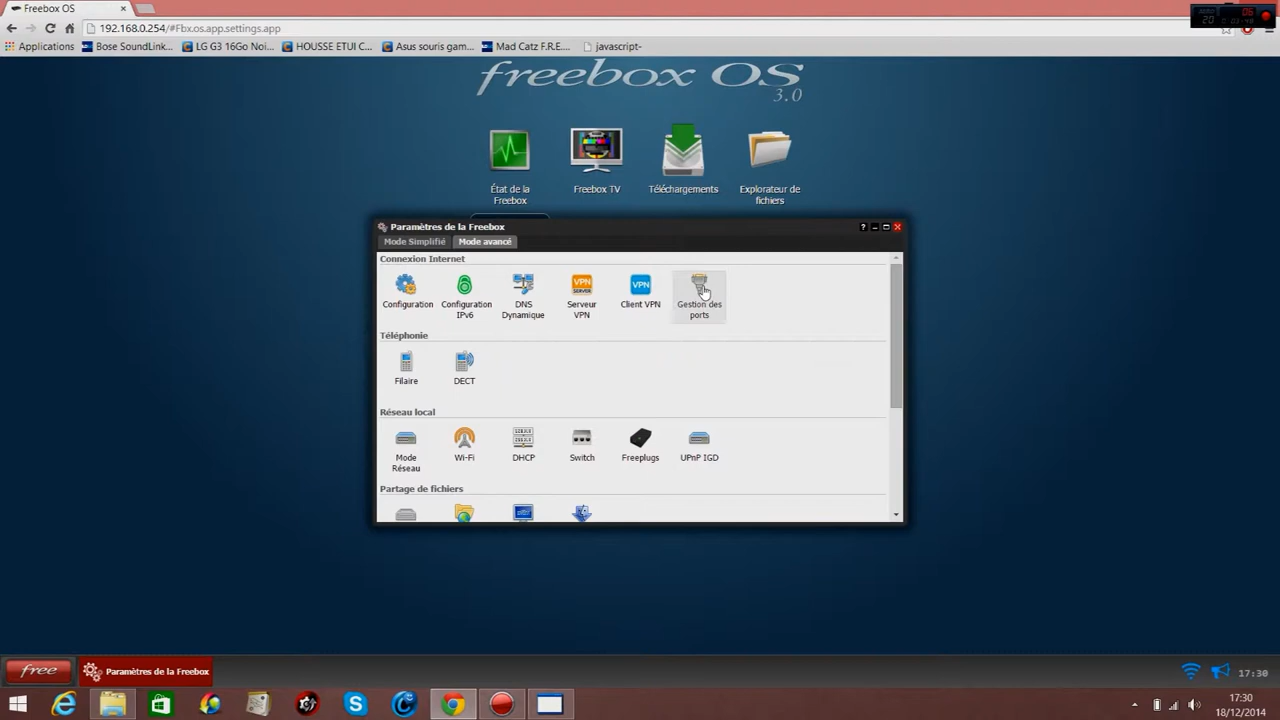 Freebox OS
192.168.0.254/#Fbx.os.app.settings.app
Applications
Bose SoundLink...
LG G3 16Go Noi...
HOUSSE ETUI C...
Asus souris gam...
Mad Catz F.R.E....
javascript-
freebox OS
3.0
État de la
Freebox
Freebox TV
Téléchargements
Explorateur de
fichiers
Paramètres de la Freebox
Mode Simplifié
Mode avancé
Connexion Internet
Configuration
Configuration
IPv6
DNS
Dynamique
VPN
SERVER
Serveur
VPN
VPN
Client VPN
Gestion des
ports
Téléphonie
Filaire
DECT
Réseau local
Mode
Réseau
Wi-Fi
DHCP
Switch
Freeplugs
UPnP IGD
Partage de fichiers
free
Paramètres de la Freebox
17:30
17:30
18/12/2014